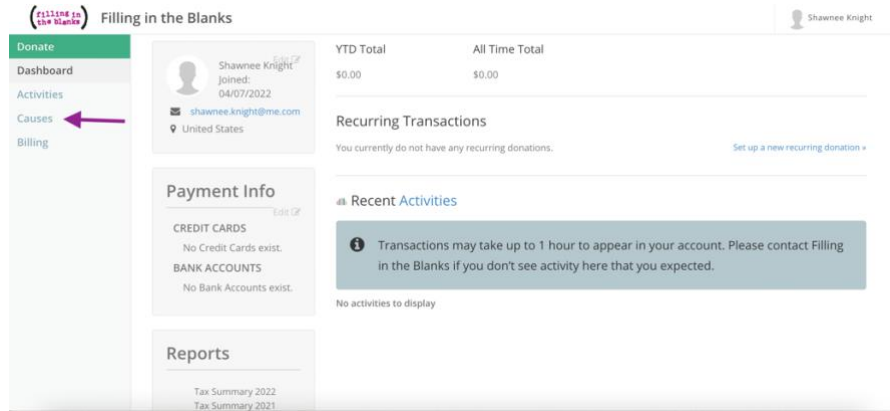 filling in
the blanks
Filling in the Blanks
Shawnee Knight
Donate
Dashboard
Activities
Causes
Billing
Edit
Shawnee Knight
Joined:
04/07/2022
shawnee.knight@me.com
United States
Payment Info
Edit
CREDIT CARDS
No Credit Cards exist.
BANK ACCOUNTS
No Bank Accounts exist.
Reports
Tax Summary 2022
Tax Summary 2021
YTD Total
All Time Total
$0.00
$0.00
Recurring Transactions
You currently do not have any recurring donations.
Set up a new recurring donation »
Recent Activities
Transactions may take up to 1 hour to appear in your account. Please contact Filling
in the Blanks if you don't see activity here that you expected.
No activities to display